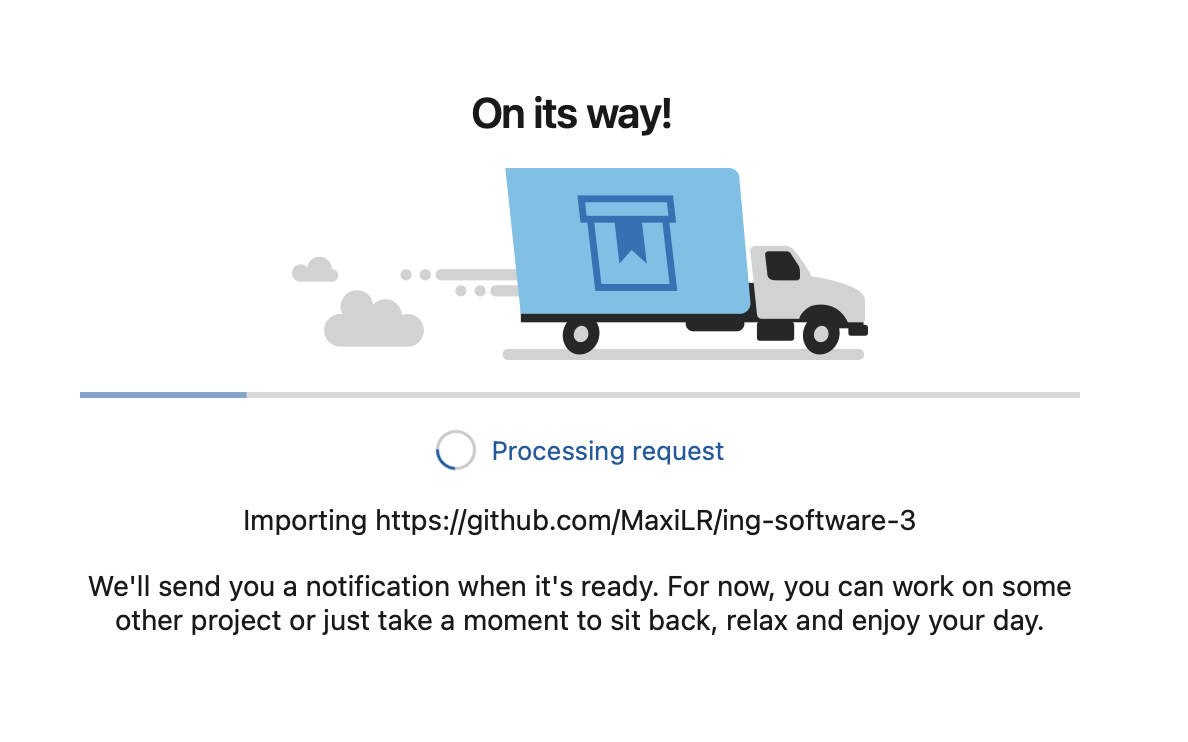 On its way!
Processing request
Importing https://github.com/MaxiLR/ing-software-3
We'll send you a notification when it's ready. For now, you can work on some
other project or just take a moment to sit back, relax and enjoy your day.